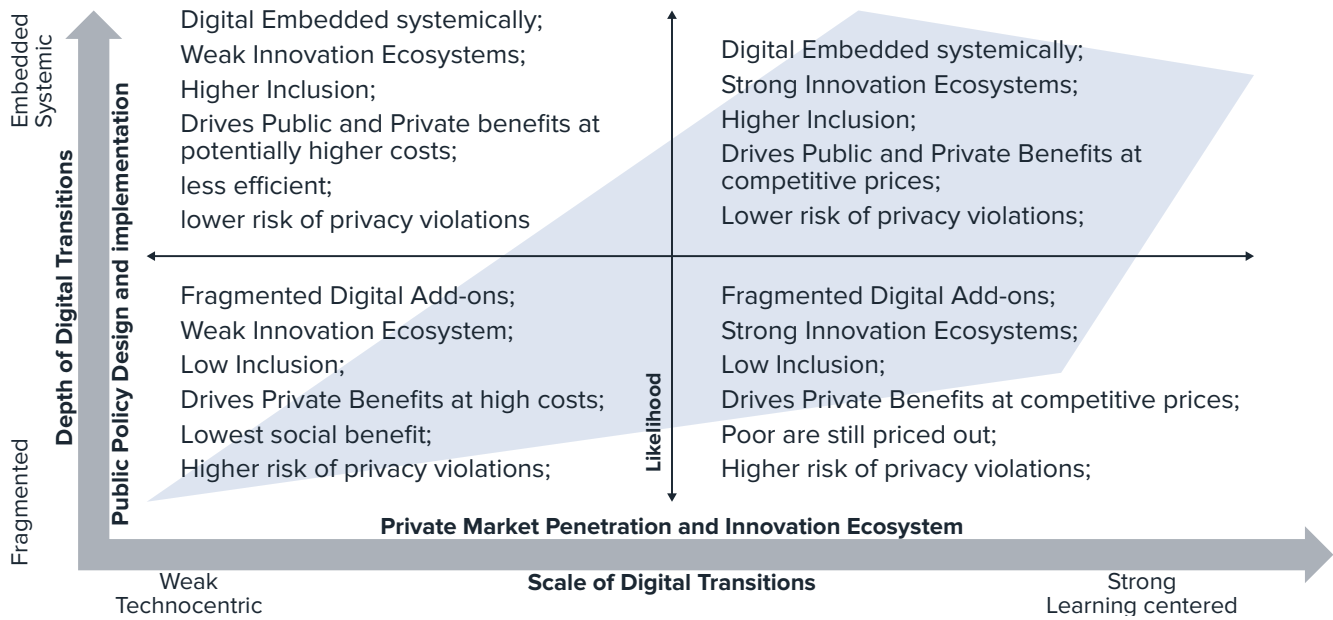 Embedded
Systemic
Fragmented
Depth of Digital Transitions
Public Policy Design and implementation
Digital Embedded systemically;
Weak Innovation Ecosystems;
Higher Inclusion;
Drives Public and Private benefits at
potentially higher costs;
less efficient;
lower risk of privacy violations
Digital Embedded systemically;
Strong Innovation Ecosystems;
Higher Inclusion;
Drives Public and Private Benefits at
competitive prices;
Lower risk of privacy violations;
Fragmented Digital Add-ons;
Weak Innovation Ecosystem;
Low Inclusion;
Drives Private Benefits at high costs;
Lowest social benefit;
Higher risk of privacy violations;
Likelihood
Fragmented Digital Add-ons;
Strong Innovation Ecosystems;
Low Inclusion;
Drives Private Benefits at competitive prices;
Poor are still priced out;
Higher risk of privacy violations;
Private Market Penetration and Innovation Ecosystem
Weak
Technocentric
Scale of Digital Transitions
Strong
Learning centered